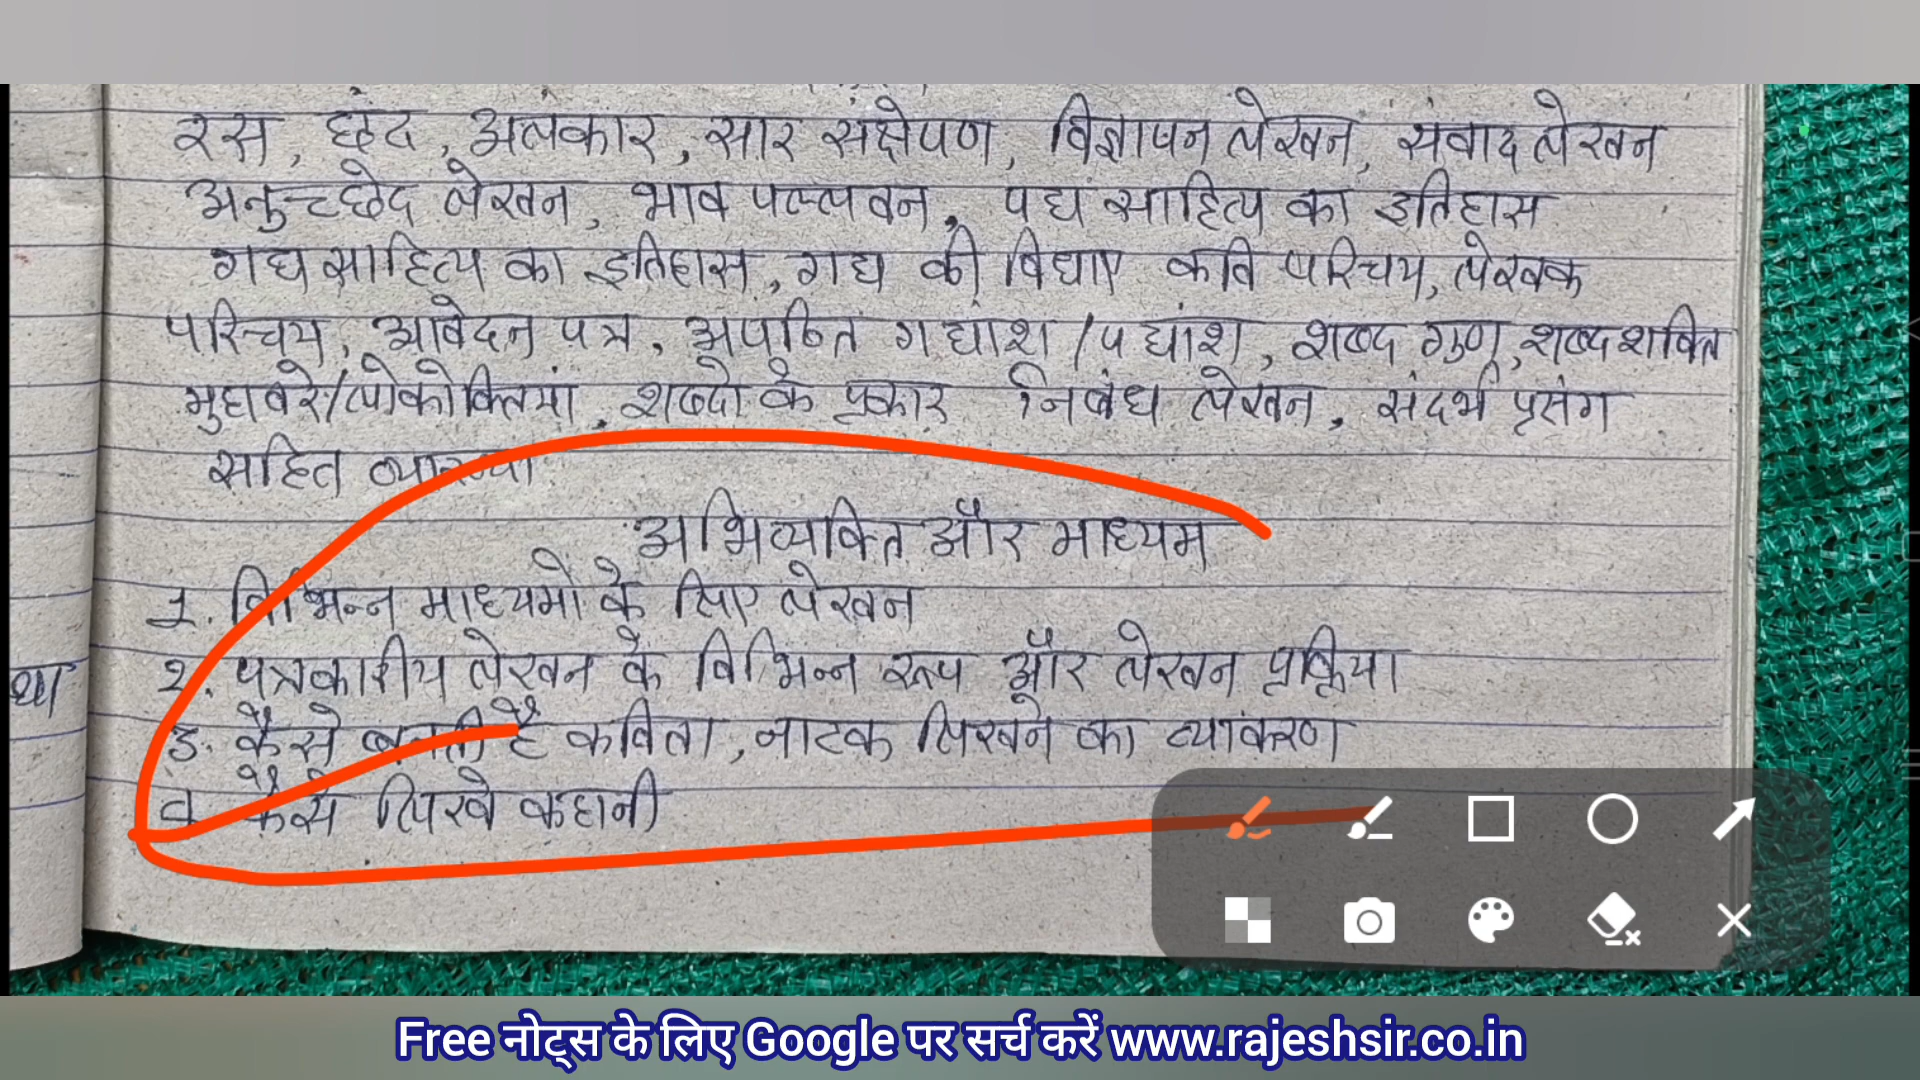 रस, छंद, अलंकार, सार संक्षेपण, विज्ञापन लेखन, संवाद लेखन
अनुच्छेद लेखन, भाव पल्लवन, पद्य साहित्य का इतिहास
गद्य साहित्य का इतिहास, गद्य की विधाए कवि परिचय, लेखक
परिचय, आवेदन पत्र, अपठित गद्यांश /पद्यांश, शब्द गुण, शब्द शक्ति
मुहावरे/लोकोक्तियां, शब्दो के प्रकार निबंध लेखन, संदर्भ प्रसंग
सहित व्याख्या
अभिव्यक्ति और माध्यम
1. विभिन्न माध्यमों के लिए लेखन
2. पत्रकारीय लेखन के विभिन्न रूप और लेखन प्रक्रिया
3. कैसे बनती है कविता, नाटक लिखने का व्याकरण
4. कैसे लिखे कहानी
Free नोट्स के लिए Google पर सर्च करें www.rajeshsir.co.in